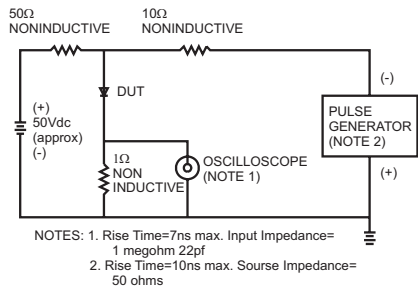 50Ω
NONINDUCTIVE
10Ω
NONINDUCTIVE
(+)
50Vdc
(approx)
(-)
DUT
1Ω
NON
INDUCTIVE
OSCILLOSCOPE
(NOTE 1)
(-)
PULSE
GENERATOR
(NOTE 2)
(+)
NOTES: 1. Rise Time=7ns max. Input Impedance=
1 megohm 22pf
2. Rise Time=10ns max. Sourse Impedance=
50 ohms